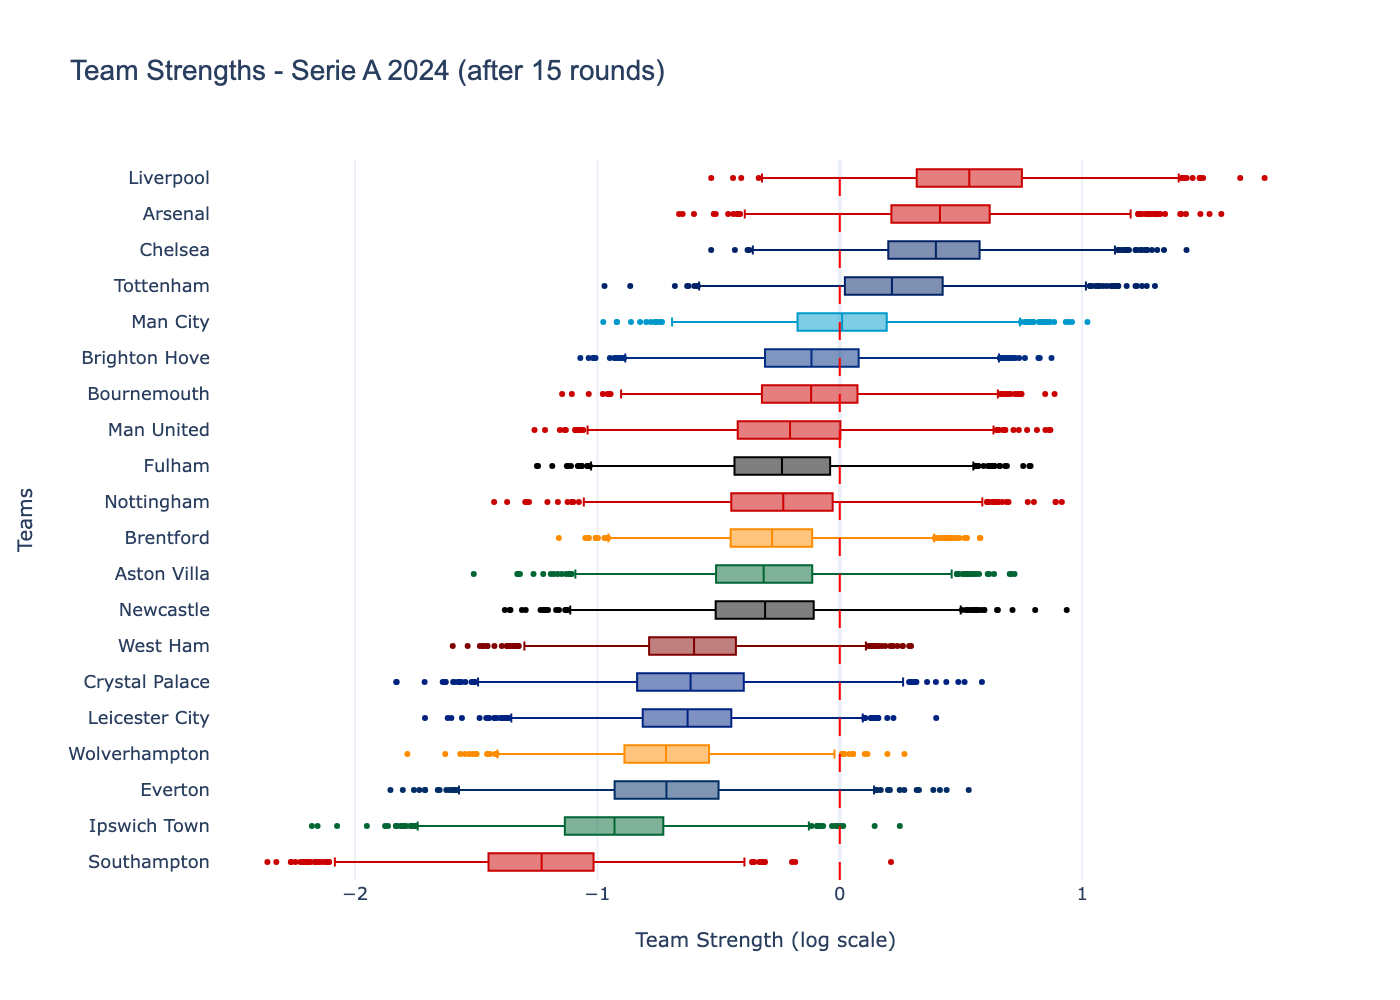 Team Strengths - Serie A 2024 (after 15 rounds)
Liverpool
Arsenal
Chelsea
Tottenham
Man City
Brighton Hove
Bournemouth
Man United
Fulham
Nottingham
Brentford
Aston Villa
Newcastle
West Ham
Crystal Palace
Leicester City
Wolverhampton
Everton
Ipswich Town
Southampton
Teams
−2 −1 0 1
Team Strength (log scale)